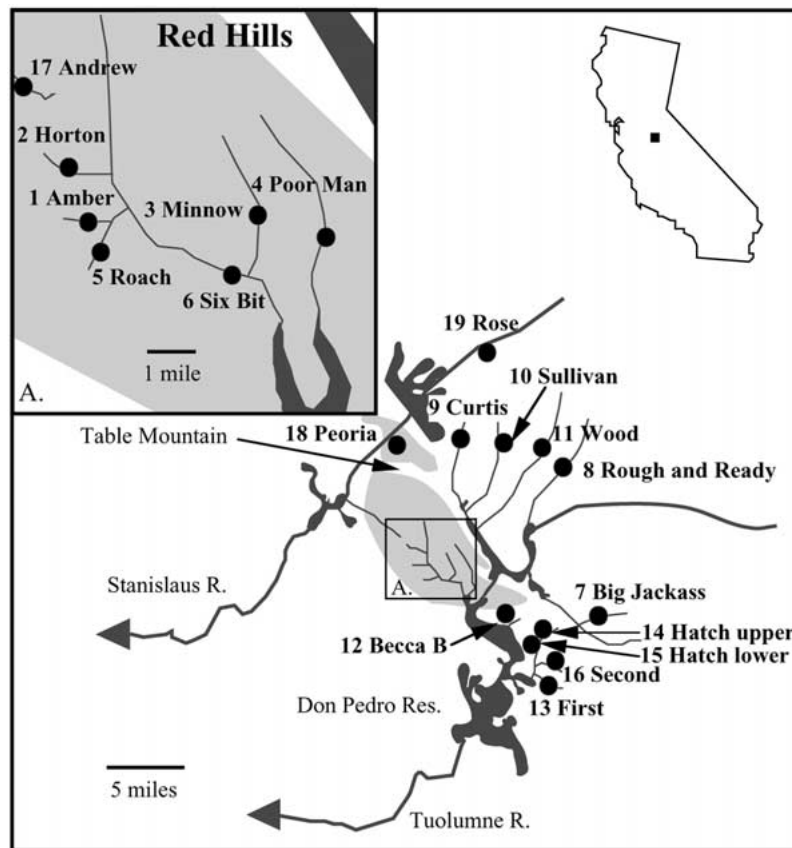 Red Hills
17 Andrew
2 Horton
4 Poor Man
1 Amber
3 Minnow
5 Roach
6 Six Bit
1 mile
A.
19 Rose
10 Sullivan
9 Curtis
Table Mountain
18 Peoria
11 Wood
8 Rough and Ready
A.
Stanislaus R.
7 Big Jackass
14 Hatch upper
12 Becca B
15 Hatch lower
16 Second
Don Pedro Res.
13 First
5 miles
Tuolumne R.